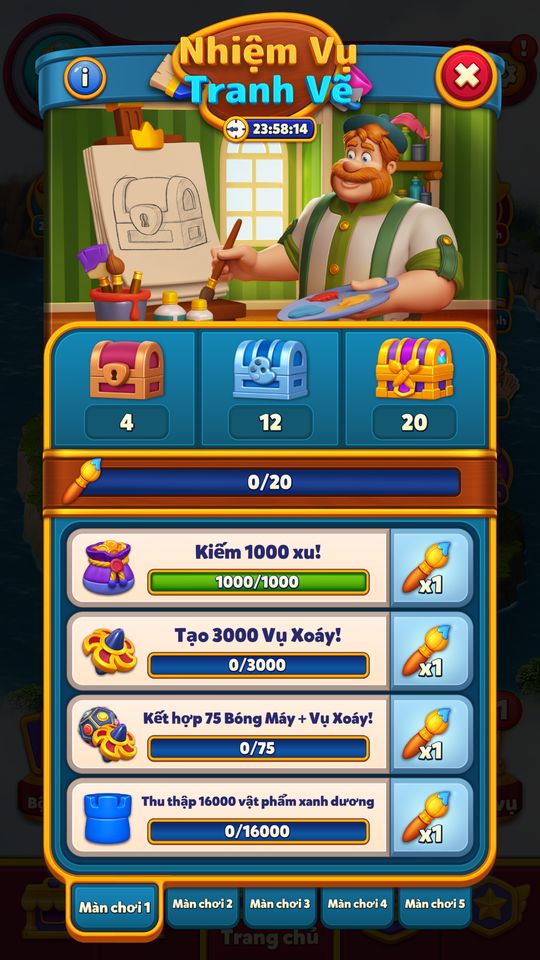 Nhiệm Vụ
Tranh Vẽ
23:58:14
4
12
20
0/20
Kiếm 1000 xu!
1000/1000
x1
Tạo 3000 Vụ Xoáy!
0/3000
x1
Kết hợp 75 Bóng Máy + Vụ Xoáy!
0/75
x1
Thu thập 16000 vật phẩm xanh dương
0/16000
x1
Màn chơi 1
Màn chơi 2
Màn chơi 3
Màn chơi 4
Màn chơi 5
Trang chủ